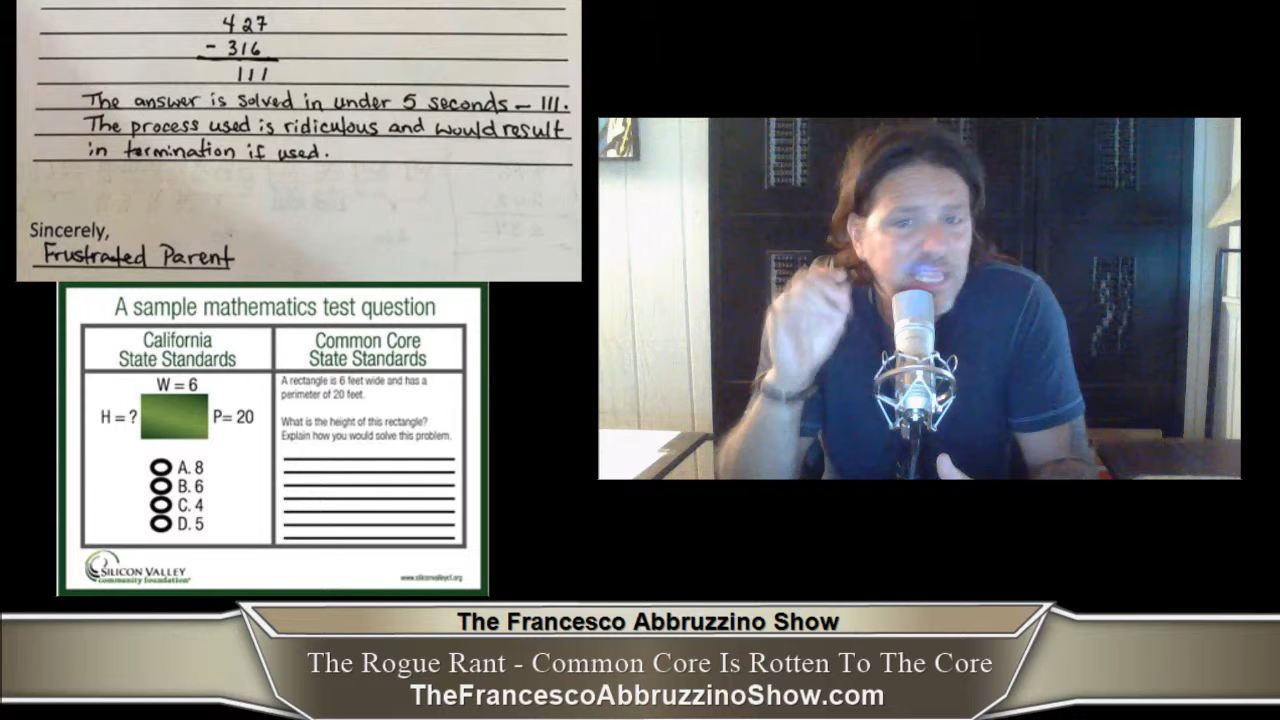 427
- 316
111
The answer is solved in under 5 seconds — 111.
The process used is ridiculous and would result
in termination if used.
Sincerely,
Frustrated Parent
A sample mathematics test question
California
State Standards
Common Core
State Standards
W = 6
H = ?
P= 20
A. 8
B. 6
C. 4
D. 5
A rectangle is 6 feet wide and has a
perimeter of 20 feet.
What is the height of this rectangle?
Explain how you would solve this problem.
SILICON VALLEY
community foundation
www.siliconvalleycf.org
The Francesco Abbruzzino Show
The Rogue Rant - Common Core Is Rotten To The Core
TheFrancescoAbbruzzinoShow.com